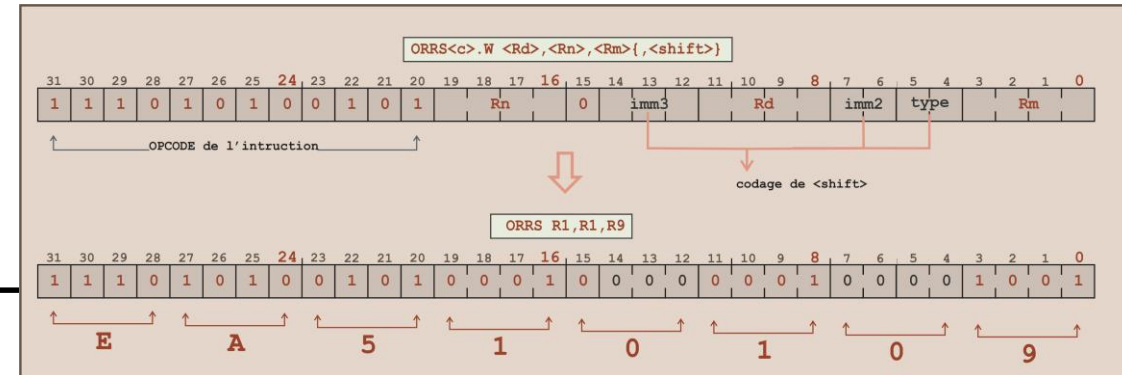 ORRS<c>.W <Rd>,<Rn>,<Rm>{,<shift>}
31 30 29 28 27 26 25 24 23 22 21 20 19 18 17 16 15 14 13 12 11 10 9 8 7 6 5 4 3 2 1 0
1 1 1 0 1 0 1 0 0 1 0 1 Rn 0 imm3 Rd imm2 type Rm
OPCODE de l'intruction
codage de <shift>
ORRS R1,R1,R9
31 30 29 28 27 26 25 24 23 22 21 20 19 18 17 16 15 14 13 12 11 10 9 8 7 6 5 4 3 2 1 0
1 1 1 0 1 0 1 0 0 1 0 1 0 0 0 1 0 0 0 0 0 0 0 1 0 0 0 0 1 0 0 1
E A 5 1 0 1 0 9